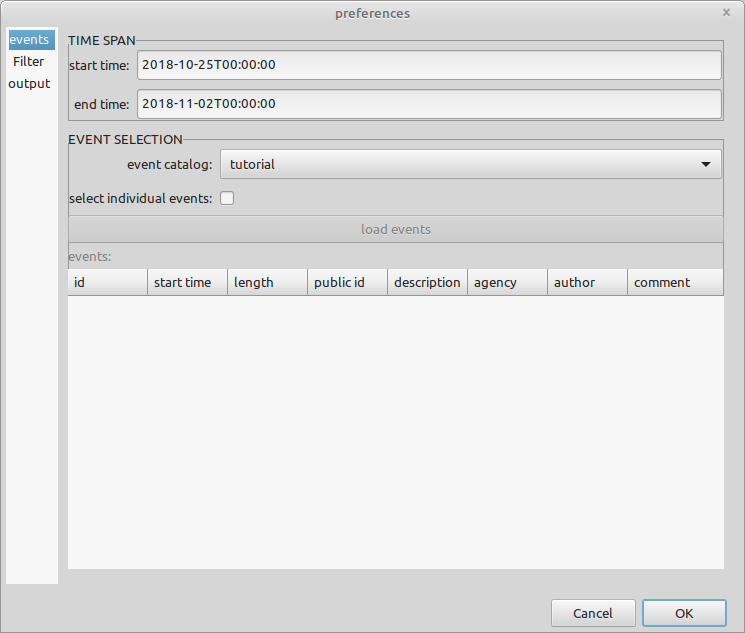 preferences
events
Filter
output
TIME SPAN
start time: 2018-10-25T00:00:00
end time: 2018-11-02T00:00:00
EVENT SELECTION
event catalog: tutorial
select individual events:
load events
events:
id start time length public id description agency author comment
Cancel OK